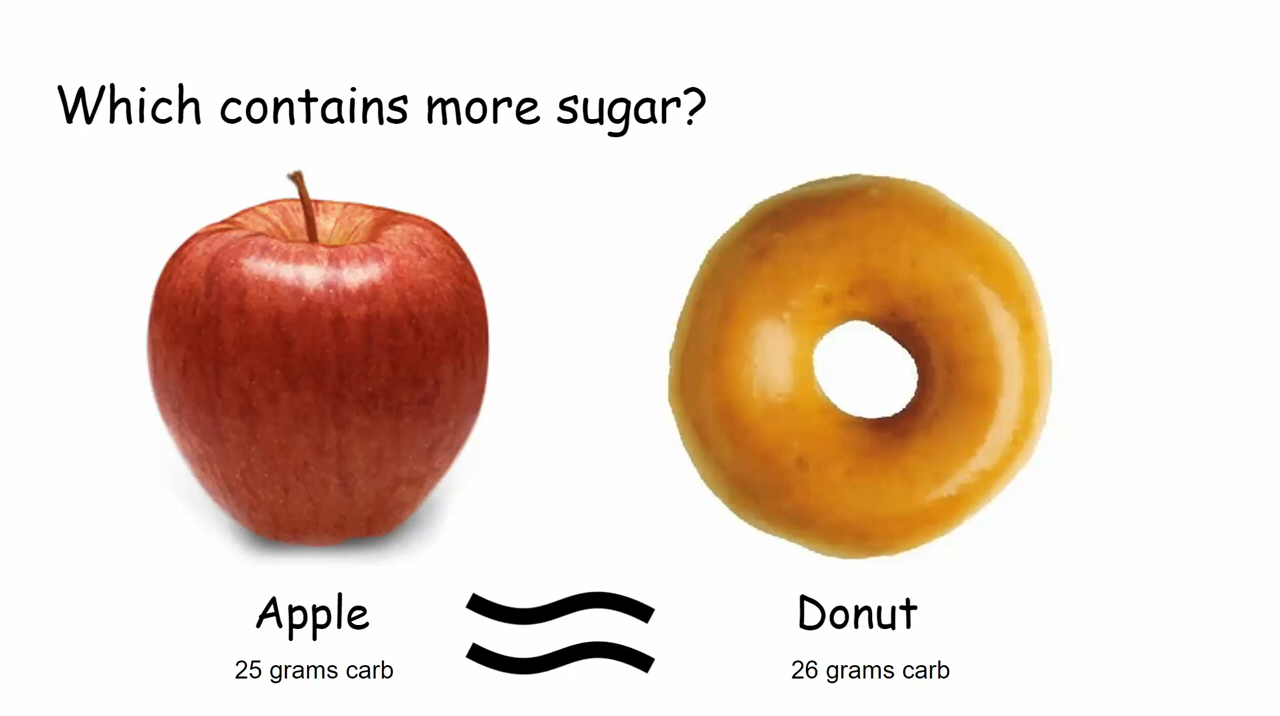 Which contains more sugar?
Apple
Donut
25 grams carb
26 grams carb